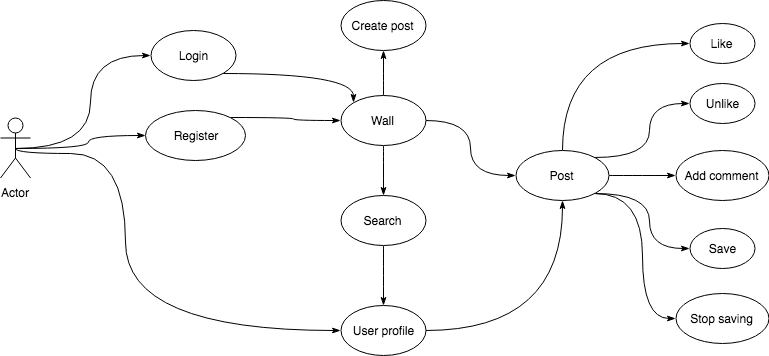 Create post
Login
Like
Unlike
Wall
Register
Post
Add comment
Actor
Search
Save
Stop saving
User profile